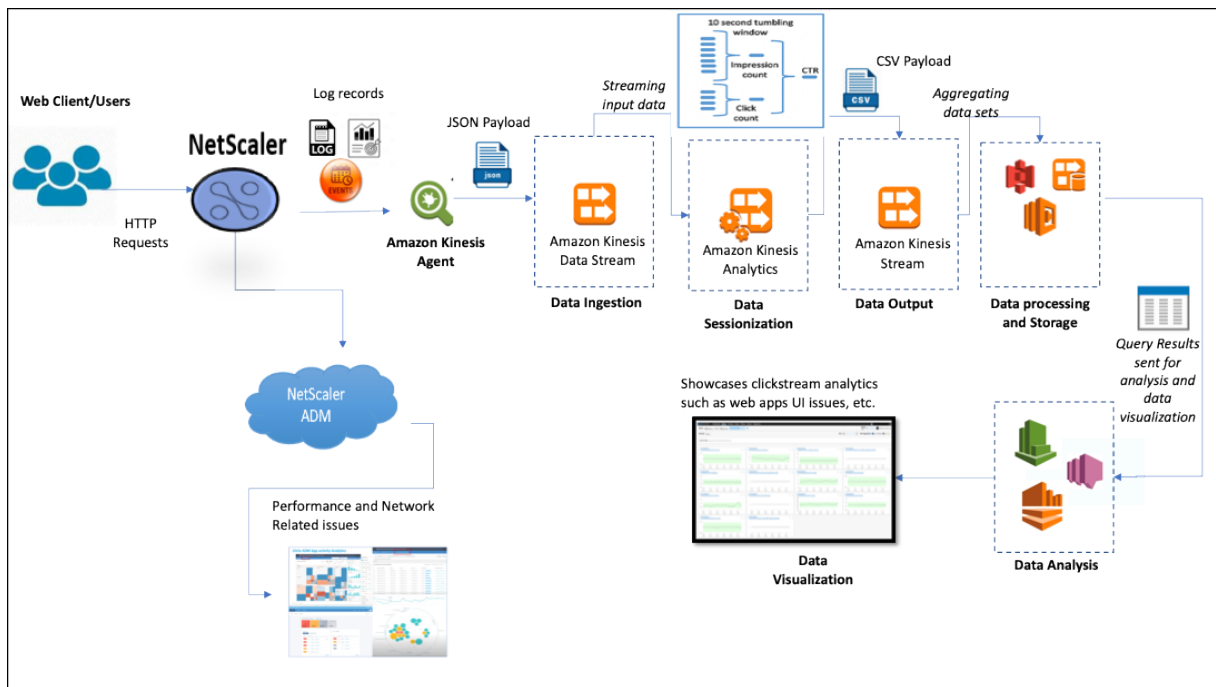 10 second tumbling
window
Impression
count
CTR
Click
count
CSV Payload
CSV
Streaming
input data
Aggregating
data sets
Web Client/Users
Log records
LOG
EVENTS
JSON Payload
json
NetScaler
HTTP
Requests
Amazon Kinesis
Agent
Amazon Kinesis
Data Stream
Data Ingestion
Amazon Kinesis
Analytics
Data
Sessionization
Amazon Kinesis
Stream
Data Output
Data processing
and Storage
Query Results
sent for
analysis and
data
visualization
NetScaler
ADM
Showcases clickstream analytics
such as web apps UI issues, etc.
Data
Visualization
Data Analysis
Performance and Network
Related issues